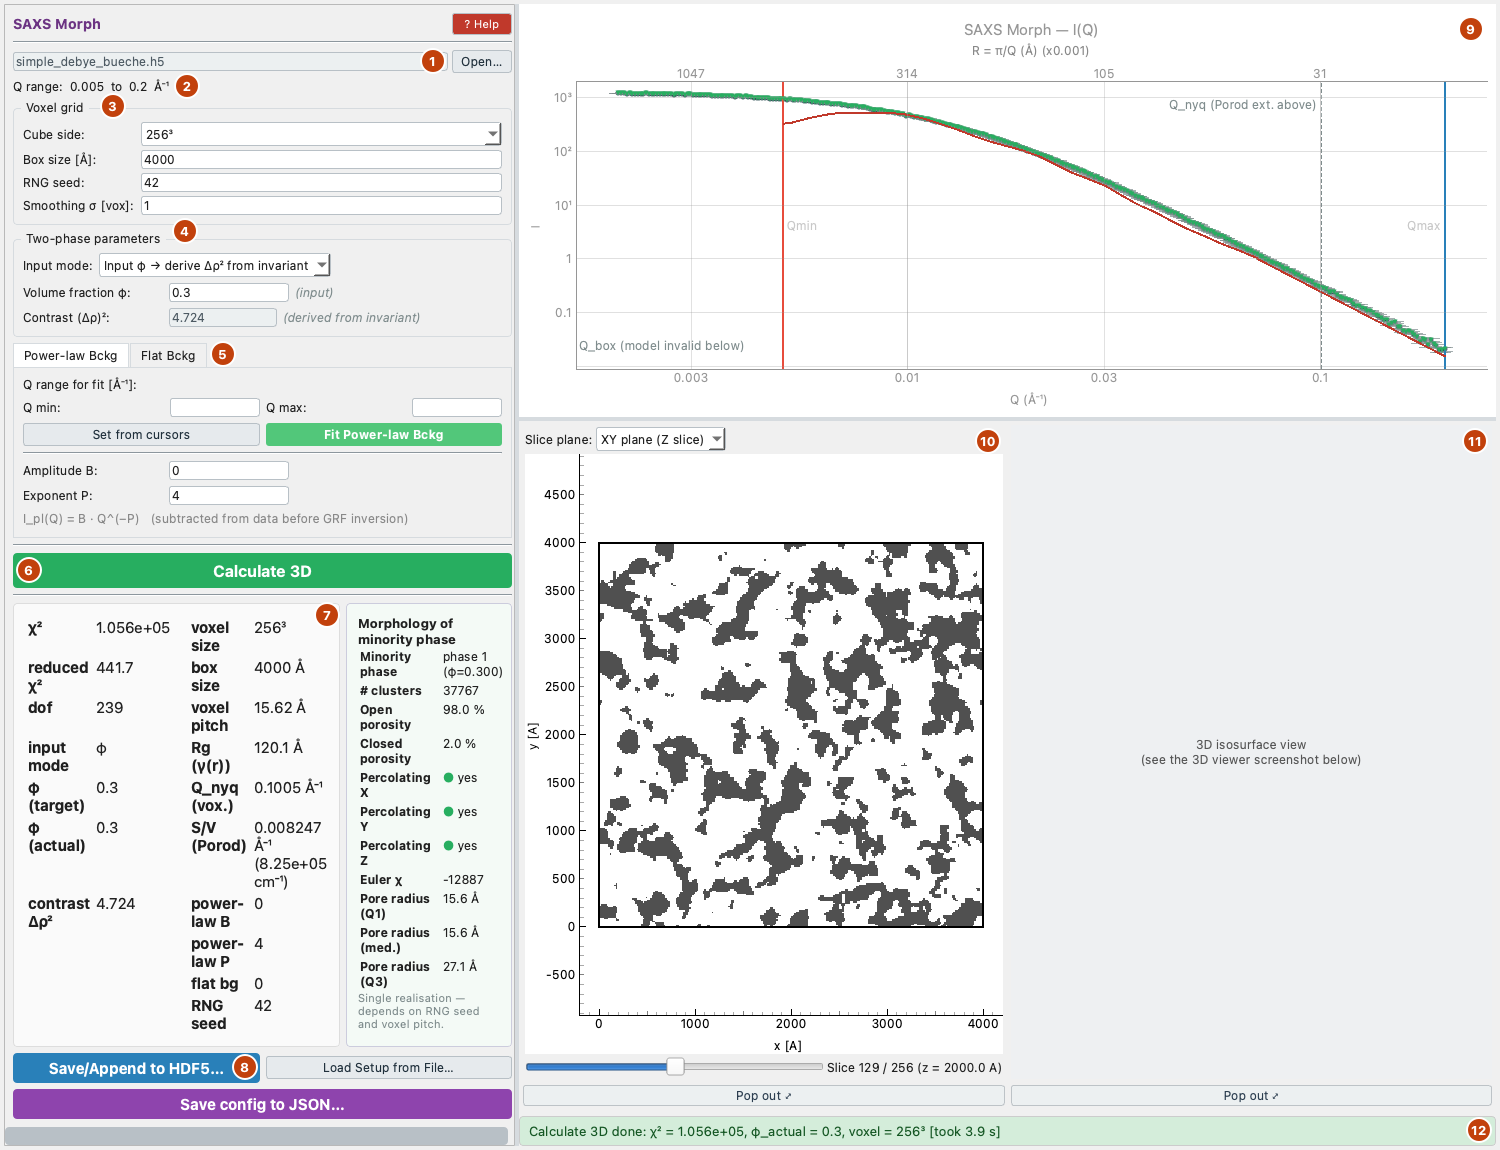 SAXS Morph
? Help
simple_debye_bueche.h5
1
Open...
Q range: 0.005 to 0.2 Å⁻¹
2
Voxel grid
3
Cube side:
256³
Box size [Å]:
4000
RNG seed:
42
Smoothing σ [vox]:
1
Two-phase parameters
4
Input mode:
Input ϕ → derive Δρ² from invariant
Volume fraction ϕ:
0.3
(input)
Contrast (Δρ)²:
4.724
(derived from invariant)
Power-law Bckg
Flat Bckg
5
Q range for fit [Å⁻¹]:
Q min:
Q max:
Set from cursors
Fit Power-law Bckg
Amplitude B:
0
Exponent P:
4
I_pl(Q) = B · Q^(−P) (subtracted from data before GRF inversion)
6
Calculate 3D
7
χ²
1.056e+05
reduced χ²
441.7
dof
239
input mode
ϕ
ϕ (target)
0.3
ϕ (actual)
0.3
contrast Δρ²
4.724
voxel size
256³
box size
4000 Å
voxel pitch
15.62 Å
Rg (γ(r))
120.1 Å
Q_nyq (vox.)
0.1005 Å⁻¹
S/V (Porod)
0.008247 Å⁻¹ (8.25e+05 cm⁻¹)
power-law B
0
power-law P
4
flat bg
0
RNG seed
42
Morphology of minority phase
Minority phase
phase 1 (ϕ=0.300)
# clusters
37767
Open porosity
98.0 %
Closed porosity
2.0 %
Percolating X
yes
Percolating Y
yes
Percolating Z
yes
Euler χ
-12887
Pore radius (Q1)
15.6 Å
Pore radius (med.)
15.6 Å
Pore radius (Q3)
27.1 Å
Single realisation — depends on RNG seed and voxel pitch.
Save/Append to HDF5...
8
Load Setup from File...
Save config to JSON...
SAXS Morph — I(Q)
9
R = π/Q (Å) (x0.001)
1047
314
105
31
10³
10²
10¹
1
0.1
I
Q_nyq (Porod ext. above)
Qmin
Qmax
Q_box (model invalid below)
0.003
0.01
0.03
0.1
Q (Å⁻¹)
Slice plane:
XY plane (Z slice)
10
4500
4000
3500
3000
2500
2000
1500
1000
500
0
-500
y [A]
0
1000
2000
3000
4000
x [A]
Slice 129 / 256 (z = 2000.0 A)
Pop out ⤢
11
3D isosurface view
(see the 3D viewer screenshot below)
Pop out ⤢
Calculate 3D done: χ² = 1.056e+05, ϕ_actual = 0.3, voxel = 256³ [took 3.9 s]
12